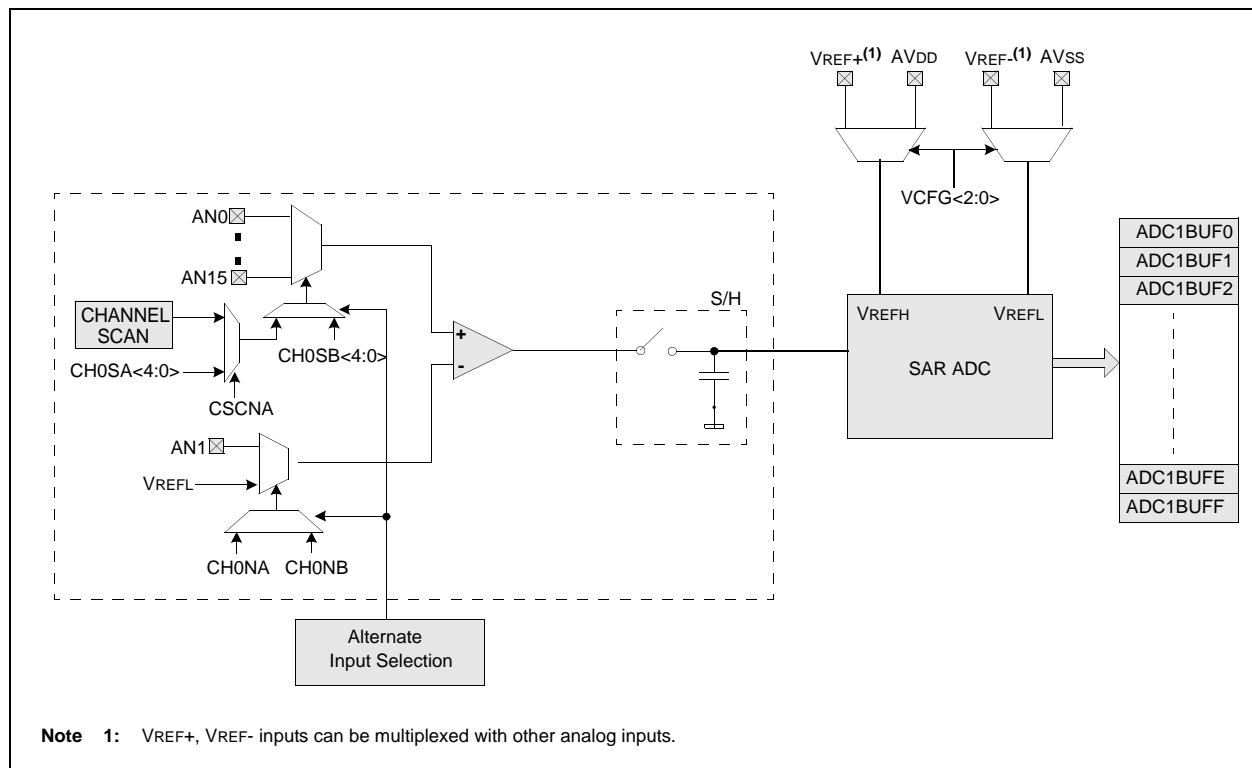 VREF+(1) AVDD VREF-(1) AVSS
VCFG<2:0>
AN0
AN15
CHANNEL
SCAN
CH0SA<4:0>
CSCNA
CH0SB<4:0>
AN1
VREFL
CH0NA CH0NB
+
-
S/H
VREFH VREFL
SAR ADC
ADC1BUF0
ADC1BUF1
ADC1BUF2
ADC1BUFE
ADC1BUFF
Alternate
Input Selection
Note 1: VREF+, VREF- inputs can be multiplexed with other analog inputs.